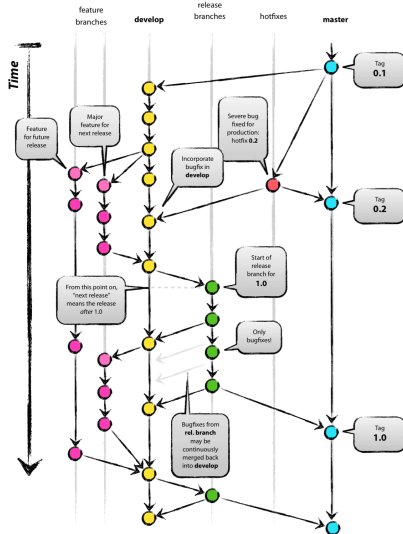 feature
branches
develop
release
branches
hotfixes
master
Time
Tag
0.1
Major
feature for
next release
Feature
for future
release
Severe bug
fixed for
production:
hotfix 0.2
Incorporate
bugfix in
develop
Tag
0.2
Start of
release
branch for
1.0
From this point on,
“next release”
means the release
after 1.0
Only
bugfixes!
Bugfixes from
rel. branch
may be
continuously
merged back
into develop
Tag
1.0